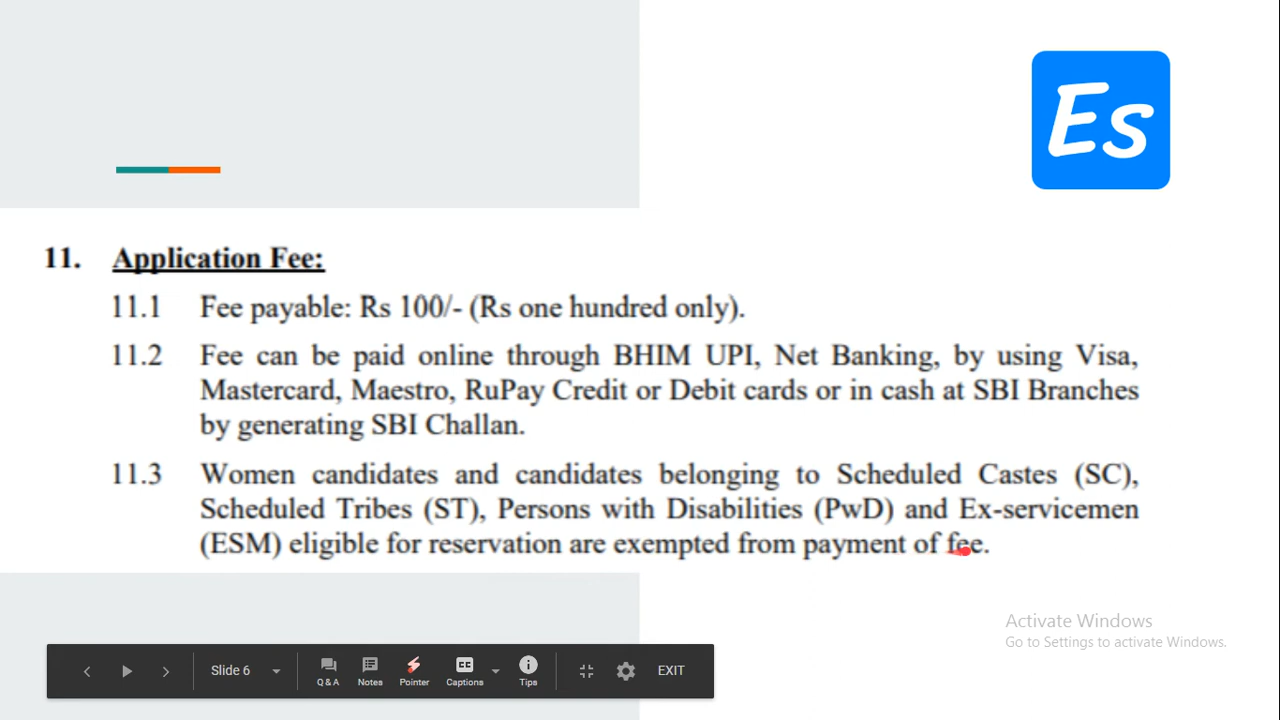 Es
11. Application Fee:
11.1 Fee payable: Rs 100/- (Rs one hundred only).
11.2 Fee can be paid online through BHIM UPI, Net Banking, by using Visa,
Mastercard, Maestro, RuPay Credit or Debit cards or in cash at SBI Branches
by generating SBI Challan.
11.3 Women candidates and candidates belonging to Scheduled Castes (SC),
Scheduled Tribes (ST), Persons with Disabilities (PwD) and Ex-servicemen
(ESM) eligible for reservation are exempted from payment of fee.
Activate Windows
Go to Settings to activate Windows.
Slide 6
Q & A Notes Pointer CC Captions Tips
EXIT